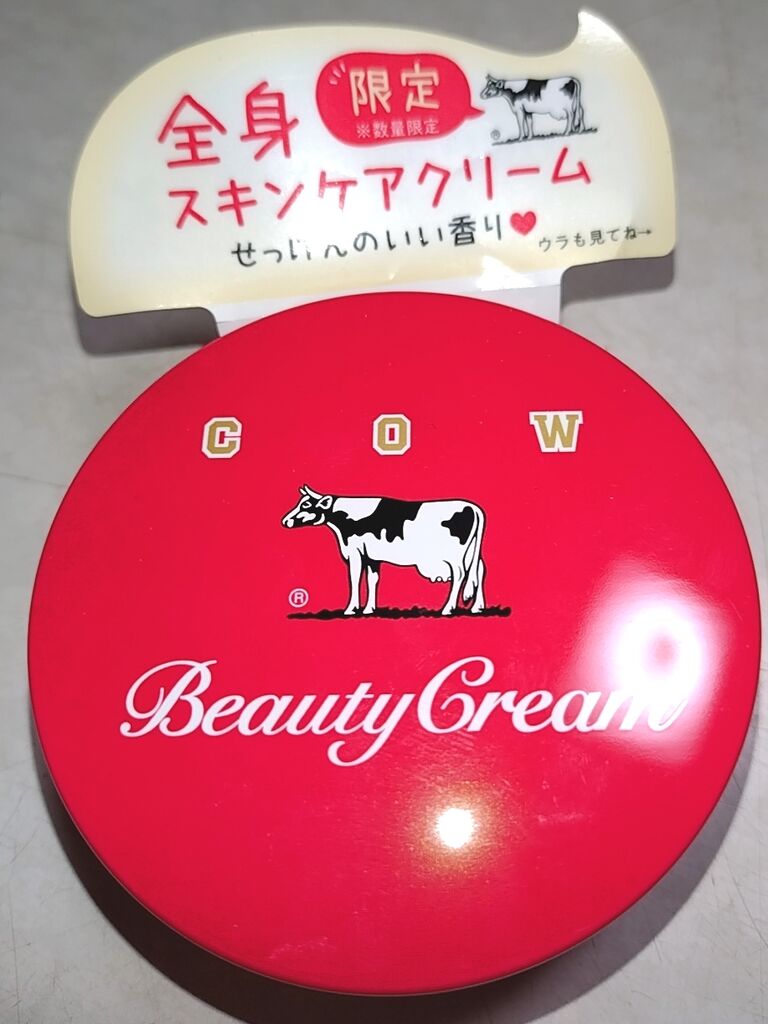 限定
※数量限定
全身
スキンケアクリーム
®
せっけんのいい香り♥
ウラも見てね→
C O W
®
Beauty Cream